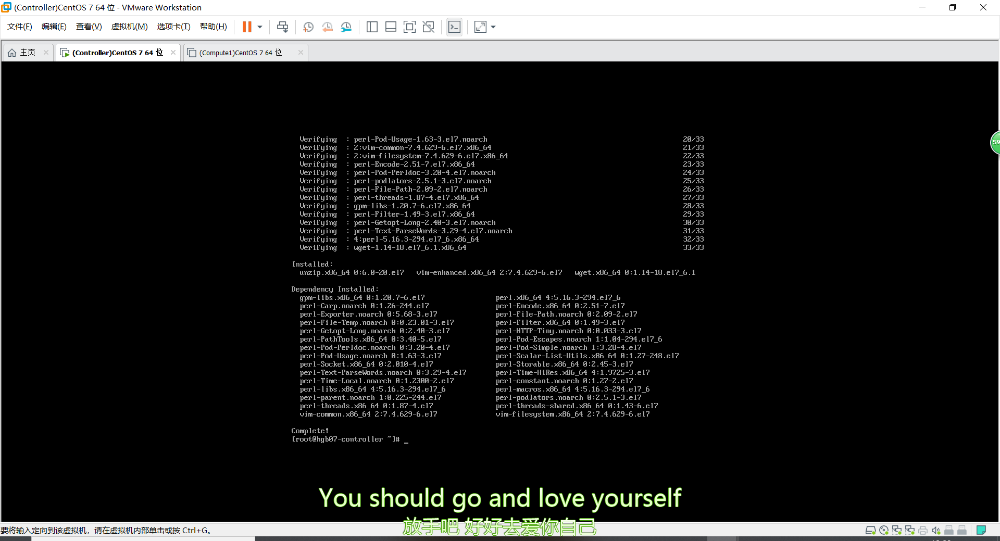 (Controller)CentOS 7 64 位 - VMware Workstation
文件(F) 编辑(E) 查看(V) 虚拟机(M) 选项卡(T) 帮助(H)
主页 (Controller)CentOS 7 64 位 (Compute1)CentOS 7 64 位
Verifying : perl-Pod-Usage-1.63-3.el7.noarch 20/33
Verifying : 2:vim-common-7.4.629-6.el7.x86_64 21/33
Verifying : 2:vim-filesystem-7.4.629-6.el7.x86_64 22/33
Verifying : perl-Encode-2.51-7.el7.x86_64 23/33
Verifying : perl-Pod-Perldoc-3.20-4.el7.noarch 24/33
Verifying : perl-podlators-2.5.1-3.el7.noarch 25/33
Verifying : perl-File-Path-2.09-2.el7.noarch 26/33
Verifying : perl-threads-1.87-4.el7.x86_64 27/33
Verifying : gpm-libs-1.20.7-6.el7.x86_64 28/33
Verifying : perl-Filter-1.49-3.el7.x86_64 29/33
Verifying : perl-Getopt-Long-2.40-3.el7.noarch 30/33
Verifying : perl-Text-ParseWords-3.29-4.el7.noarch 31/33
Verifying : 4:perl-5.16.3-294.el7_6.x86_64 32/33
Verifying : wget-1.14-18.el7_6.1.x86_64 33/33
Installed:
unzip.x86_64 0:6.0-20.el7 vim-enhanced.x86_64 2:7.4.629-6.el7 wget.x86_64 0:1.14-18.el7_6.1
Dependency Installed:
gpm-libs.x86_64 0:1.20.7-6.el7 perl.x86_64 4:5.16.3-294.el7_6
perl-Carp.noarch 0:1.26-244.el7 perl-Encode.x86_64 0:2.51-7.el7
perl-Exporter.noarch 0:5.68-3.el7 perl-File-Path.noarch 0:2.09-2.el7
perl-File-Temp.noarch 0:0.23.01-3.el7 perl-Filter.x86_64 0:1.49-3.el7
perl-Getopt-Long.noarch 0:2.40-3.el7 perl-HTTP-Tiny.noarch 0:0.033-3.el7
perl-PathTools.x86_64 0:3.40-5.el7 perl-Pod-Escapes.noarch 1:1.04-294.el7_6
perl-Pod-Perldoc.noarch 0:3.20-4.el7 perl-Pod-Simple.noarch 1:3.28-4.el7
perl-Pod-Usage.noarch 0:1.63-3.el7 perl-Scalar-List-Utils.x86_64 0:1.27-248.el7
perl-Socket.x86_64 0:2.010-4.el7 perl-Storable.x86_64 0:2.45-3.el7
perl-Text-ParseWords.noarch 0:3.29-4.el7 perl-Time-HiRes.x86_64 4:1.9725-3.el7
perl-Time-Local.noarch 0:1.2300-2.el7 perl-constant.noarch 0:1.27-2.el7
perl-libs.x86_64 4:5.16.3-294.el7_6 perl-macros.x86_64 4:5.16.3-294.el7_6
perl-parent.noarch 1:0.225-244.el7 perl-podlators.noarch 0:2.5.1-3.el7
perl-threads.x86_64 0:1.87-4.el7 perl-threads-shared.x86_64 0:1.43-6.el7
vim-common.x86_64 2:7.4.629-6.el7 vim-filesystem.x86_64 2:7.4.629-6.el7
Complete!
[root@hgb07-controller ~]# _
59
You should go and love yourself
放手吧 好好去爱你自己
要将输入定向到该虚拟机，请在虚拟机内部单击或按 Ctrl+G。